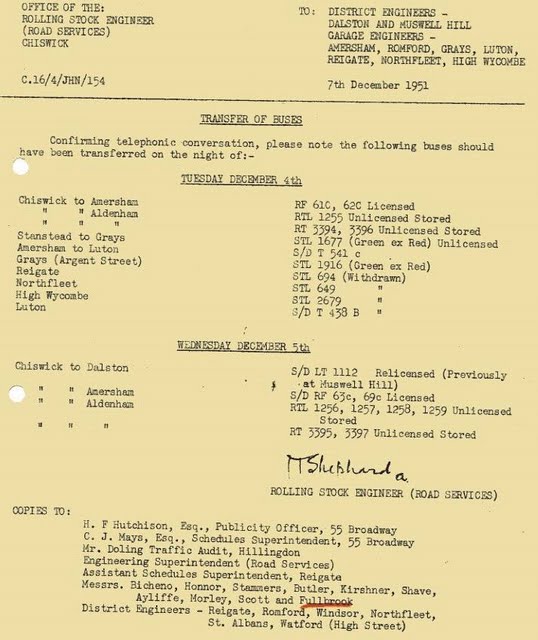 OFFICE OF THE:
ROLLING STOCK ENGINEER
(ROAD SERVICES)
CHISWICK
TO: DISTRICT ENGINEERS -
DALSTON AND MUSWELL HILL
GARAGE ENGINEERS -
AMERSHAM, ROMFORD, GRAYS, LUTON,
REIGATE, NORTHFLEET, HIGH WYCOMBE
C.16/4/JHN/154
7th December 1951
TRANSFER OF BUSES
Confirming telephonic conversation, please note the following buses should
have been transferred on the night of:-
TUESDAY DECEMBER 4th
Chiswick to Amersham RF 61C, 62C Licensed
" " Aldenham RTL 1255 Unlicensed Stored
" " " RT 3394, 3396 Unlicensed Stored
Stanstead to Grays STL 1677 (Green ex Red) Unlicensed
Amersham to Luton S/D T 541 c
Grays (Argent Street) STL 1916 (Green ex Red)
Reigate STL 694 (Withdrawn)
Northfleet STL 649 "
High Wycombe STL 2679 "
Luton S/D T 438 B "
WEDNESDAY DECEMBER 5th
Chiswick to Dalston S/D LT 1112 Relicensed (Previously
at Muswell Hill)
" " Amersham S/D RF 63c, 69c Licensed
" " Aldenham RTL 1256, 1257, 1258, 1259 Unlicensed
Stored
" " " RT 3395, 3397 Unlicensed Stored
ROLLING STOCK ENGINEER (ROAD SERVICES)
COPIES TO:
H. F Hutchison, Esq., Publicity Officer, 55 Broadway
C. J. Mays, Esq., Schedules Superintendent, 55 Broadway
Mr. Doling Traffic Audit, Hillingdon
Engineering Superintendent (Road Services)
Assistant Schedules Superintendent, Reigate
Messrs. Bicheno, Honnor, Stammers, Butler, Kirshner, Shave,
Ayliffe, Morley, Scott and Fullbrook
District Engineers - Reigate, Romford, Windsor, Northfleet,
St. Albans, Watford (High Street)